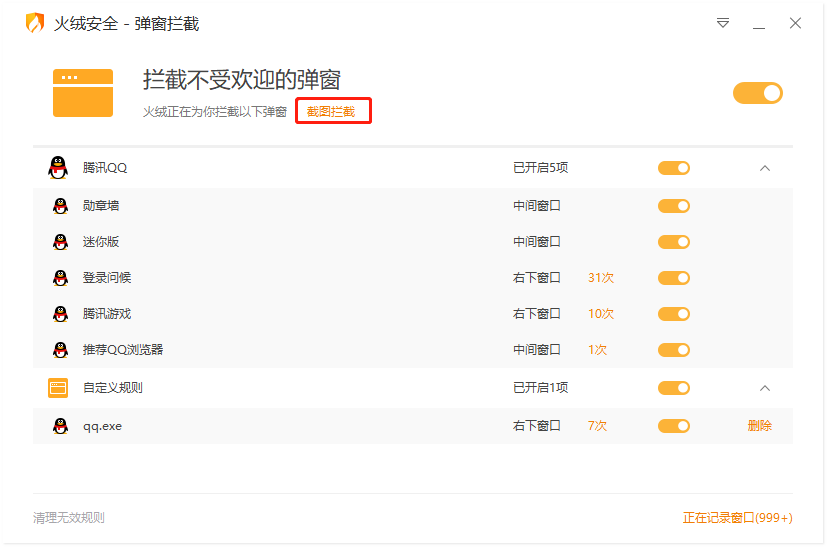 火绒安全 - 弹窗拦截
拦截不受欢迎的弹窗
火绒正在为你拦截以下弹窗 截图拦截
腾讯QQ 已开启5项
勋章墙 中间窗口
迷你版 中间窗口
登录问候 右下窗口 31次
腾讯游戏 右下窗口 10次
推荐QQ浏览器 中间窗口 1次
自定义规则 已开启1项
qq.exe 右下窗口 7次 删除
清理无效规则 正在记录窗口(999+)